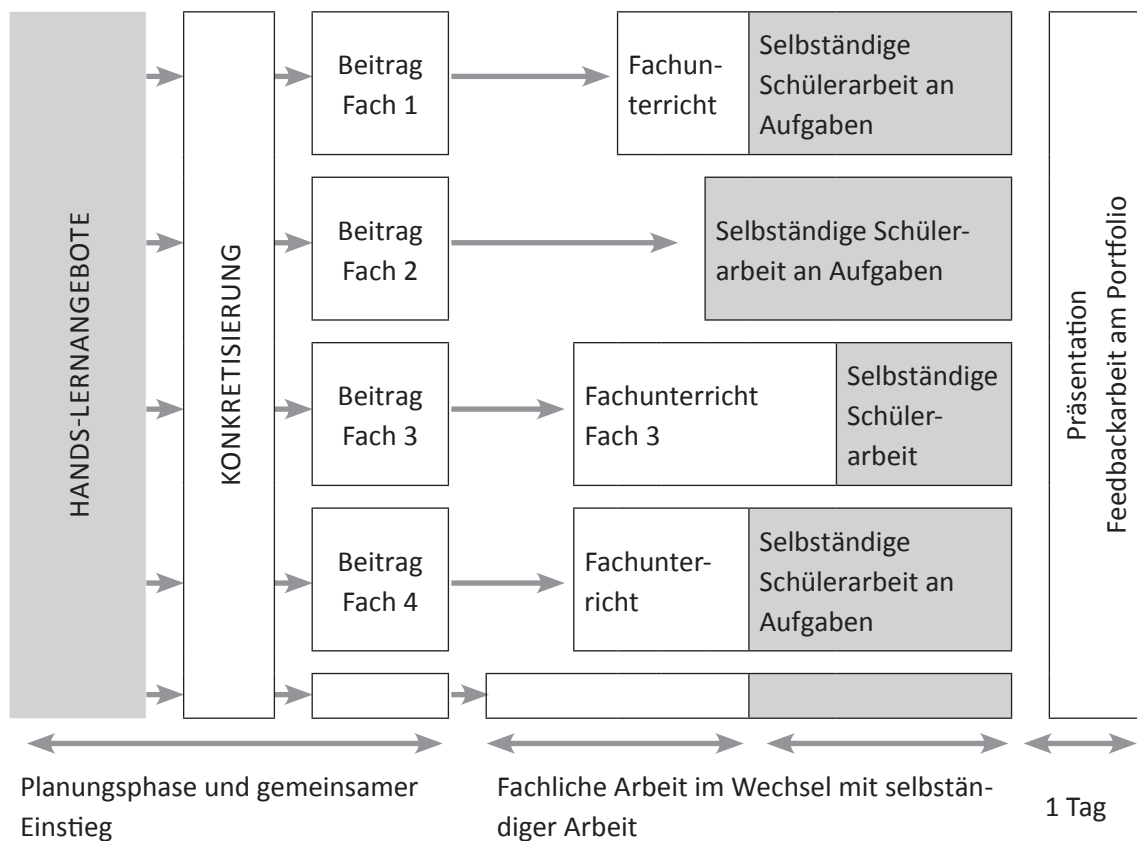 HANDS-LERNANGEBOTE
KONKRETISIERUNG
Beitrag
Fach 1
Fachun-
terricht
Selbständige
Schülerarbeit an
Aufgaben
Beitrag
Fach 2
Selbständige Schüler-
arbeit an Aufgaben
Beitrag
Fach 3
Fachunterricht
Fach 3
Selbständige
Schüler-
arbeit
Beitrag
Fach 4
Fachunter-
richt
Selbständige
Schülerarbeit an
Aufgaben
Präsentation
Feedbackarbeit am Portfolio
Planungsphase und gemeinsamer
Einstieg
Fachliche Arbeit im Wechsel mit selbstän-
diger Arbeit
1 Tag